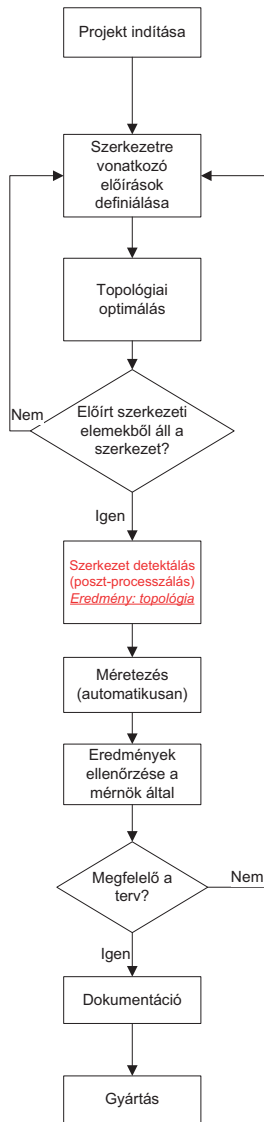 Projekt indítása
Szerkezetre
vonatkozó
előírások
definiálása
Topológiai
optimálás
Nem
Előírt szerkezeti
elemekből áll a
szerkezet?
Igen
Szerkezet detektálás
(poszt-processzálás)
Eredmény: topológia
Méretezés
(automatikusan)
Eredmények
ellenőrzése a
mérnök által
Megfelelő a
terv?
Nem
Igen
Dokumentáció
Gyártás